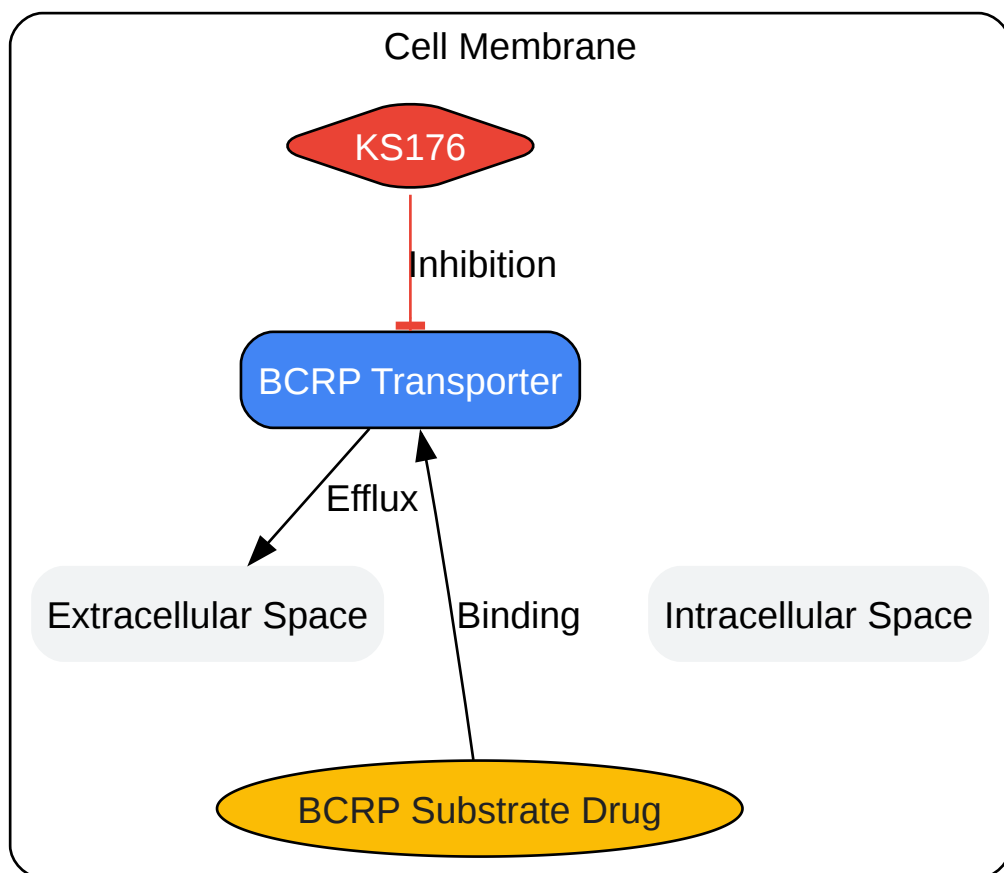 Cell Membrane
KS176
Inhibition
BCRP Transporter
Efflux
Extracellular Space
Binding
Intracellular Space
BCRP Substrate Drug